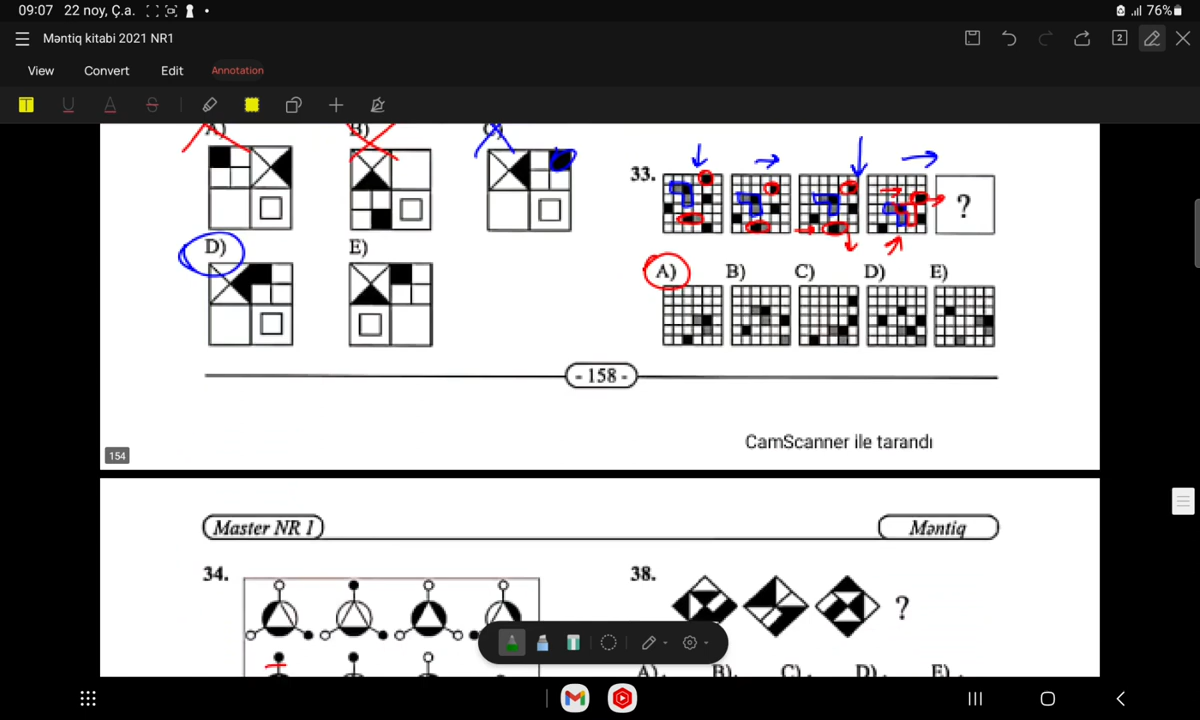 09:07 22 noy, Ç.a. 76%
Məntiq kitabi 2021 NR1
2
View Convert Edit Annotation
T U A S
A) B) C)
33.
?
D) E)
A) B) C) D) E)
- 158 -
CamScanner ile tarandı
154
Master NR 1 Məntiq
34.
38.
?
A). B). C). D). E).